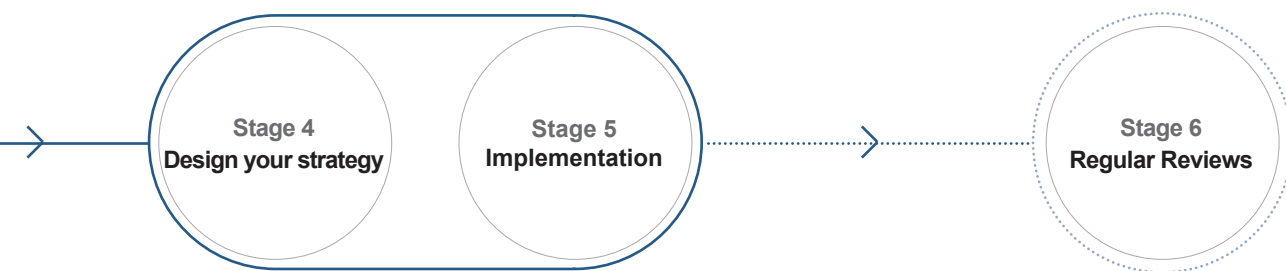 Stage 4
Design your strategy
Stage 5
Implementation
Stage 6
Regular Reviews